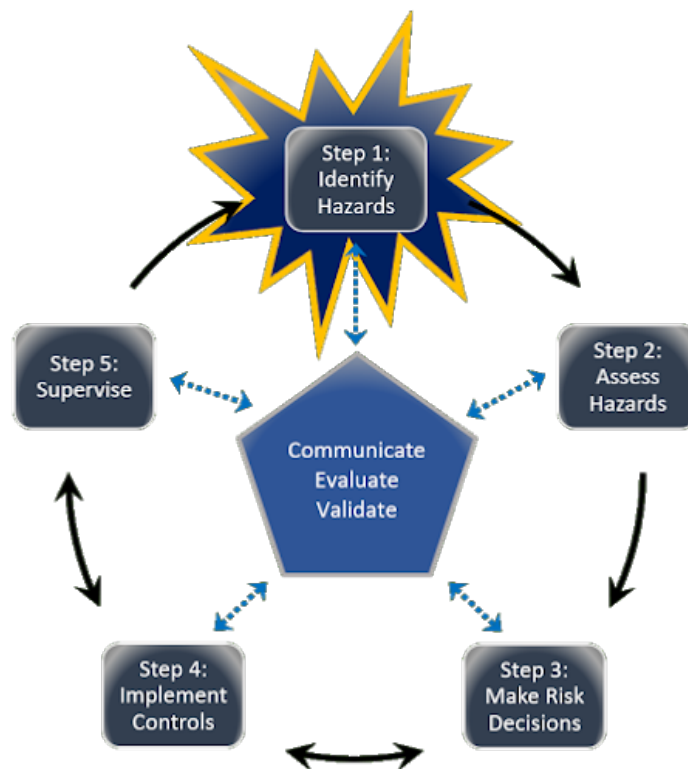 Step 1:
Identify
Hazards
Step 2:
Assess
Hazards
Step 3:
Make Risk
Decisions
Step 4:
Implement
Controls
Step 5:
Supervise
Communicate
Evaluate
Validate